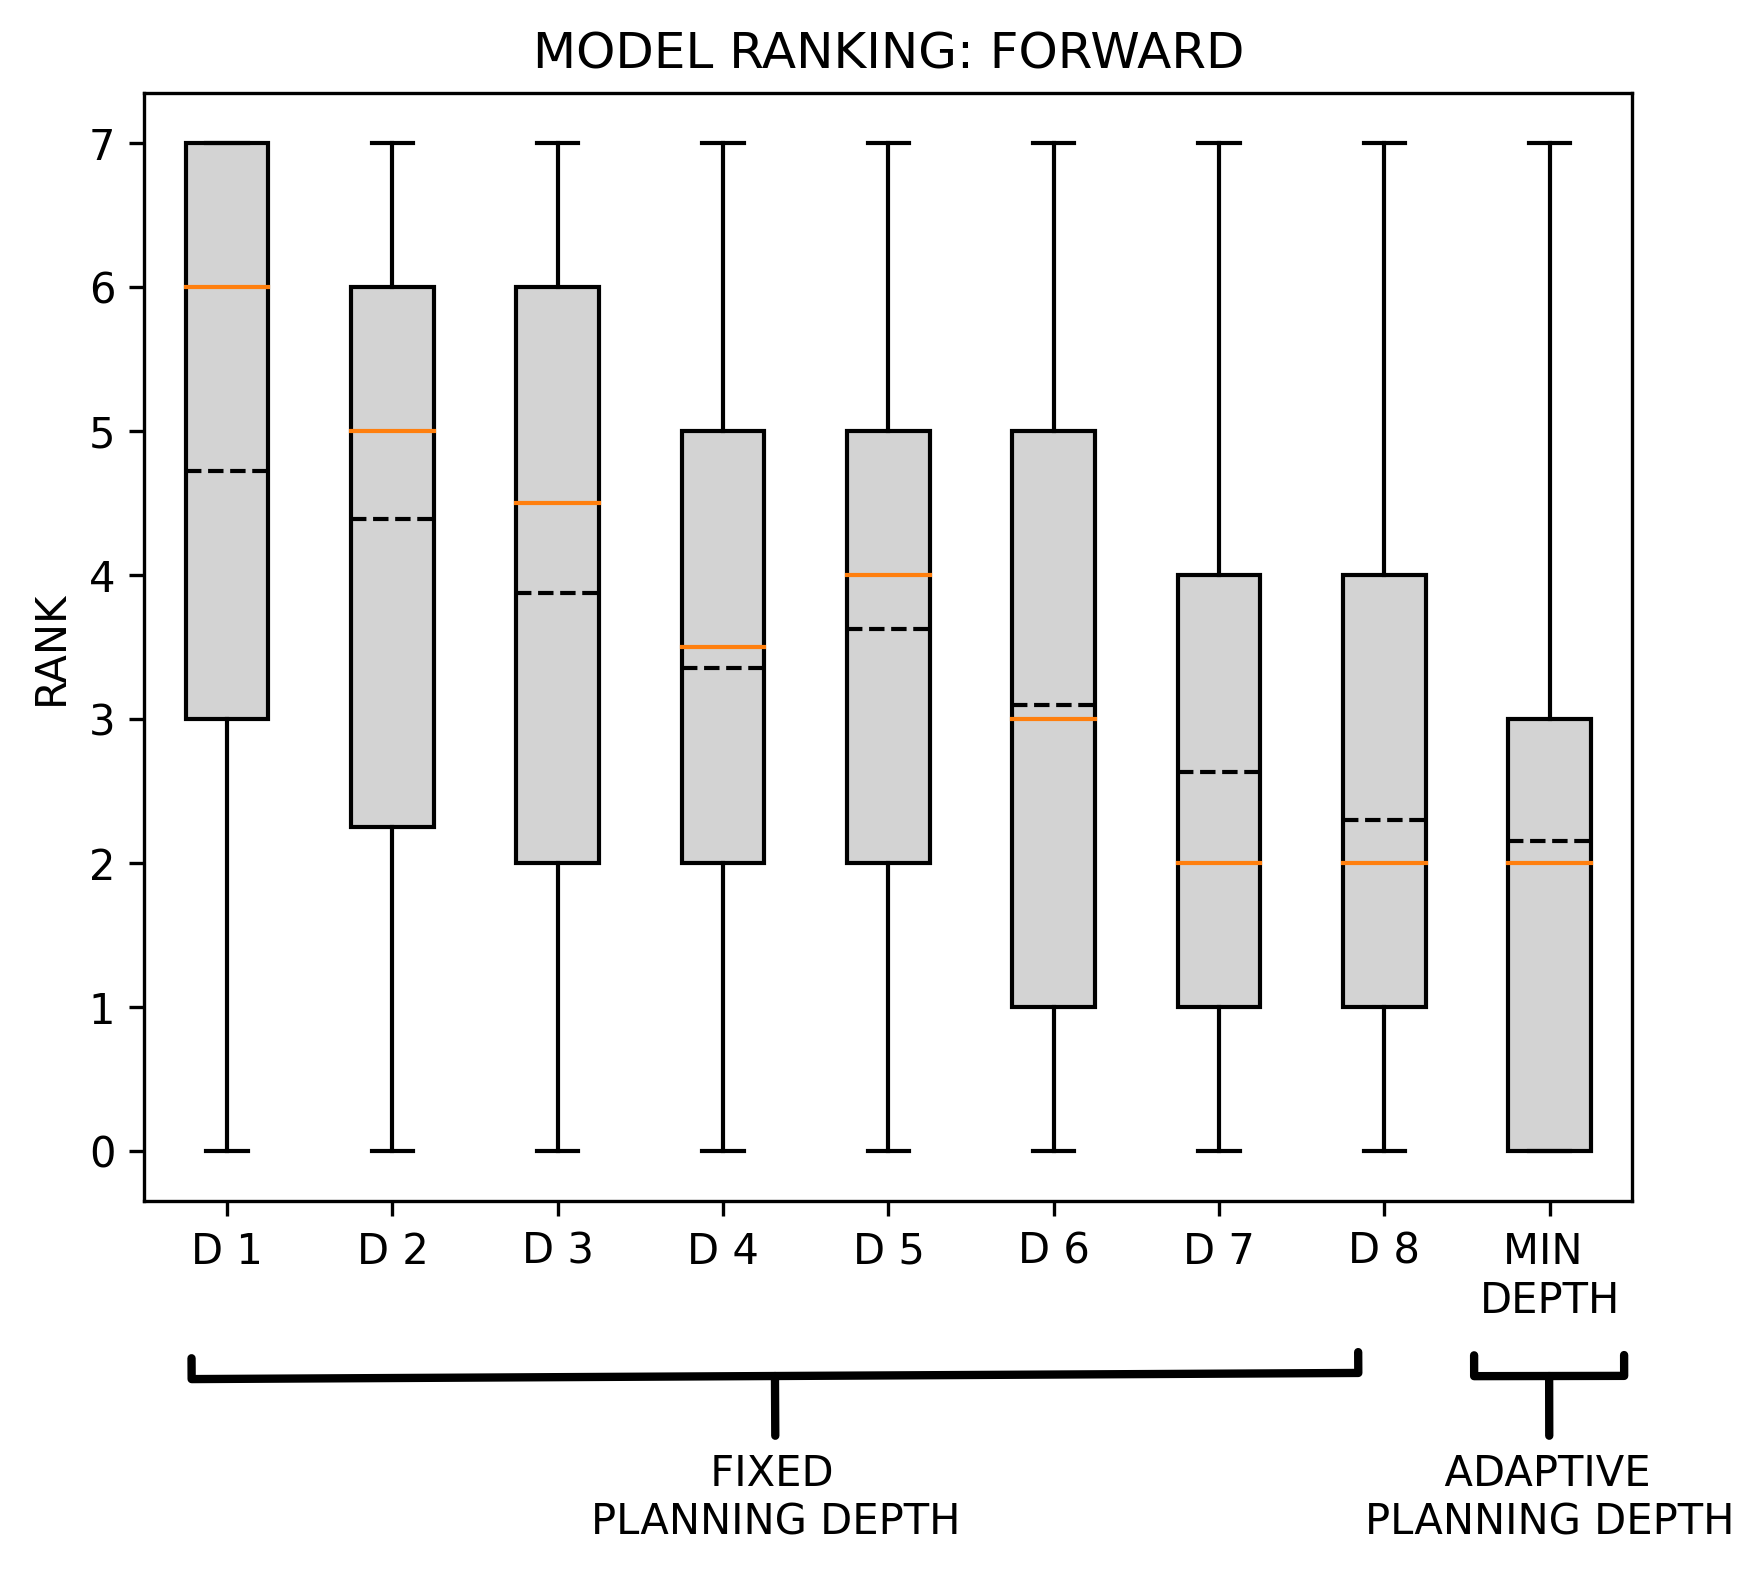 MODEL RANKING: FORWARD
7
6
5
4
3
2
1
0
RANK
D 1 D 2 D 3 D 4 D 5 D 6 D 7 D 8 MIN
DEPTH
FIXED
PLANNING DEPTH
ADAPTIVE
PLANNING DEPTH